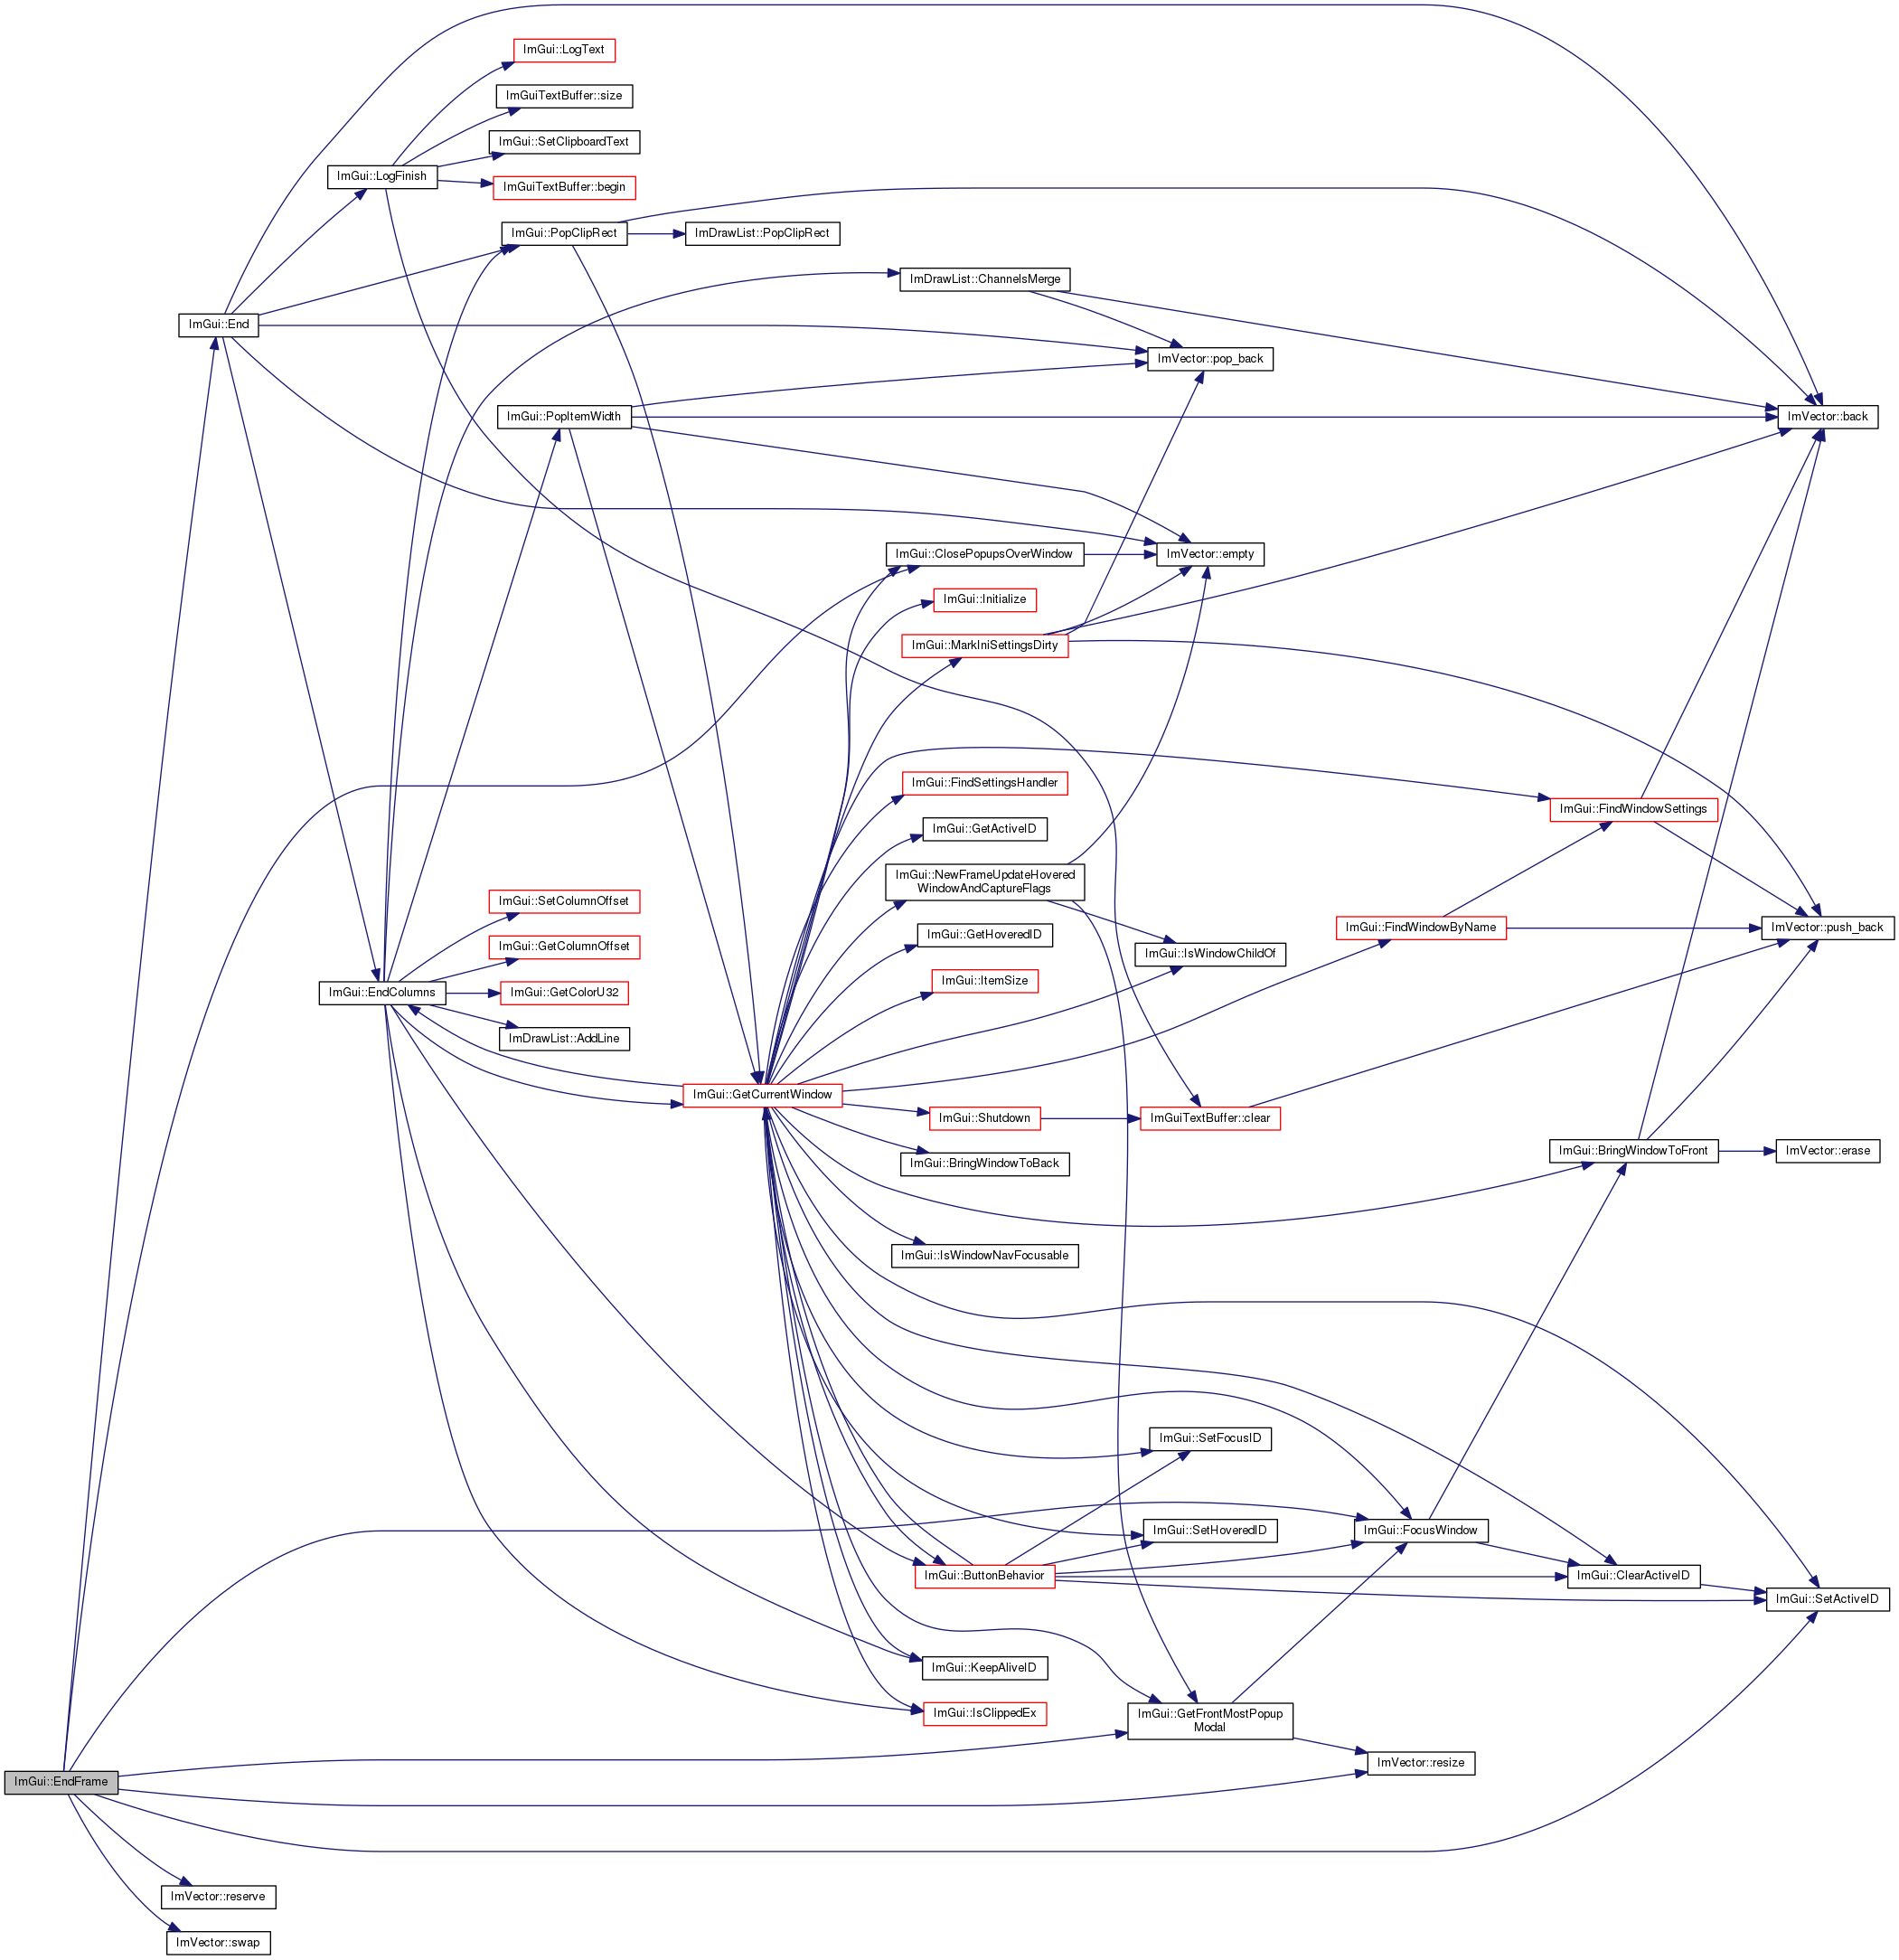 ImGui::LogText
ImGuiTextBuffer::size
ImGui::SetClipboardText
ImGui::LogFinish
ImGuiTextBuffer::begin
ImGui::PopClipRect
ImDrawList::PopClipRect
ImDrawList::ChannelsMerge
ImGui::End
ImVector::pop_back
ImGui::PopItemWidth
ImVector::back
ImGui::ClosePopupsOverWindow
ImVector::empty
ImGui::Initialize
ImGui::MarkIniSettingsDirty
ImGui::FindSettingsHandler
ImGui::FindWindowSettings
ImGui::GetActiveID
ImGui::NewFrameUpdateHovered
WindowAndCaptureFlags
ImGui::SetColumnOffset
ImGui::FindWindowByName
ImVector::push_back
ImGui::GetHoveredID
ImGui::GetColumnOffset
ImGui::IsWindowChildOf
ImGui::ItemSize
ImGui::EndColumns
ImGui::GetColorU32
ImDrawList::AddLine
ImGui::GetCurrentWindow
ImGui::Shutdown
ImGuiTextBuffer::clear
ImGui::BringWindowToFront
ImVector::erase
ImGui::BringWindowToBack
ImGui::IsWindowNavFocusable
ImGui::SetFocusID
ImGui::SetHoveredID
ImGui::FocusWindow
ImGui::ButtonBehavior
ImGui::ClearActiveID
ImGui::SetActiveID
ImGui::KeepAliveID
ImGui::IsClippedEx
ImGui::GetFrontMostPopup
Modal
ImVector::resize
ImGui::EndFrame
ImVector::reserve
ImVector::swap